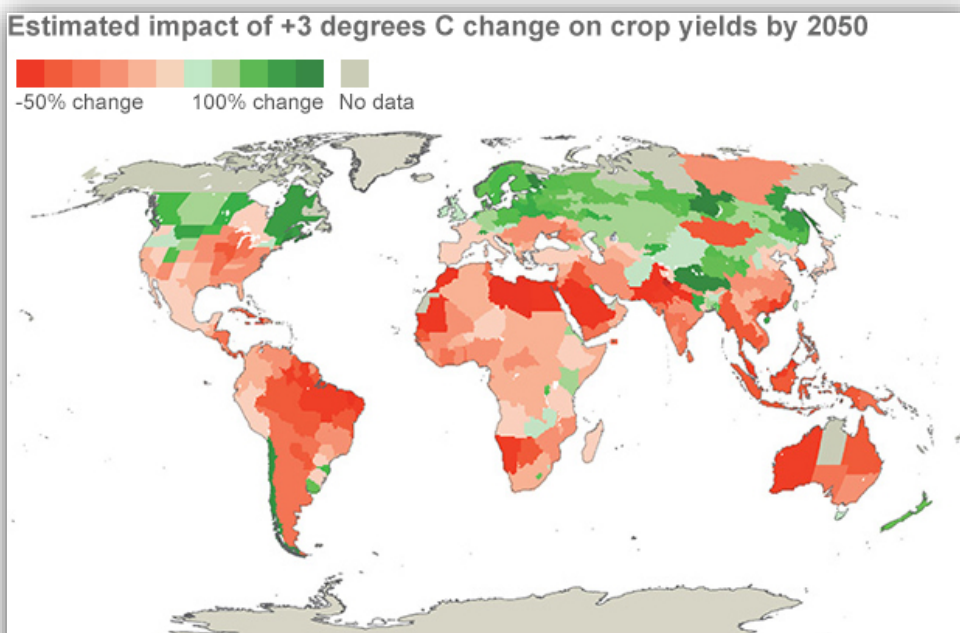 Estimated impact of +3 degrees C change on crop yields by 2050
-50% change 100% change No data